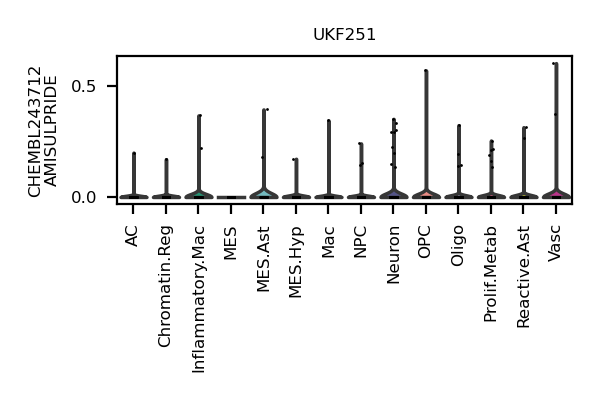 UKF251
CHEMBL243712
AMISULPRIDE
0.5
0.0
AC
Chromatin.Reg
Inflammatory.Mac
MES
MES.Ast
MES.Hyp
Mac
NPC
Neuron
OPC
Oligo
Prolif.Metab
Reactive.Ast
Vasc